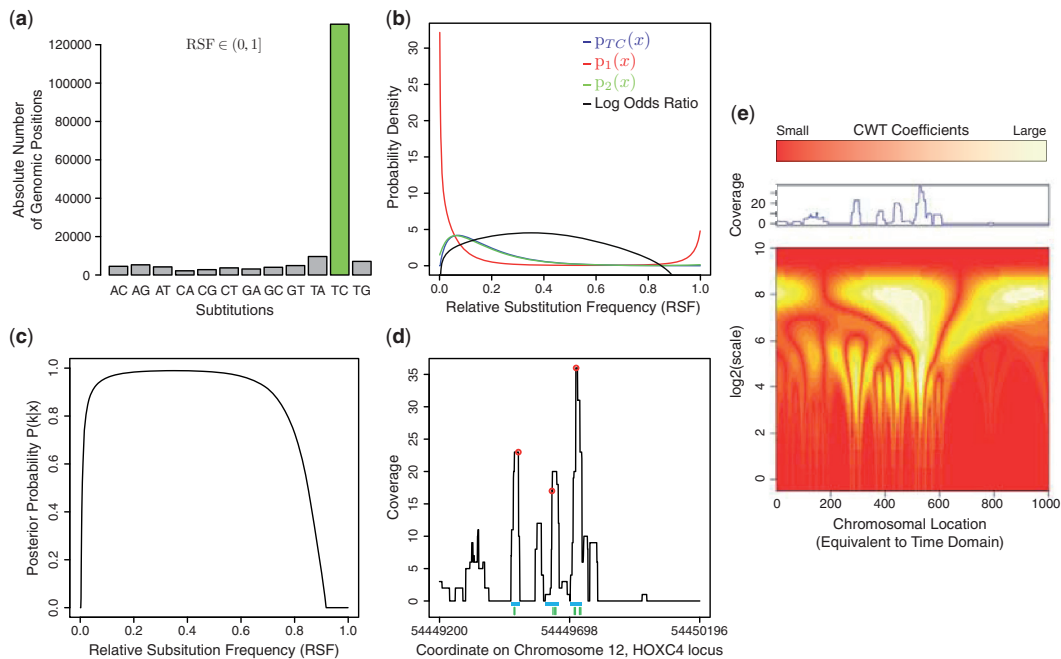 (a)
RSF ∈ (0, 1]
Absolute Number
of Genomic Positions
120000
100000
80000
60000
40000
20000
0
AC AG AT CA CG CT GA GC GT TA TC TG
Subtitutions
(b)
p_TC(x)
p_1(x)
p_2(x)
Log Odds Ratio
Probability Density
30
25
20
15
10
5
0
0.0 0.2 0.4 0.6 0.8 1.0
Relative Substitution Frequency (RSF)
(c)
Posterior Probability P(k|x)
1.0
0.8
0.6
0.4
0.2
0.0
0.0 0.2 0.4 0.6 0.8 1.0
Relative Subsitution Frequency (RSF)
(d)
Coverage
35
30
25
20
15
10
5
0
54449200 54449698 54450196
Coordinate on Chromosome 12, HOXC4 locus
(e)
Small CWT Coefficients Large
Coverage
20
0
log2(scale)
10
8
6
4
2
0
0 200 400 600 800 1000
Chromosomal Location
(Equivalent to Time Domain)